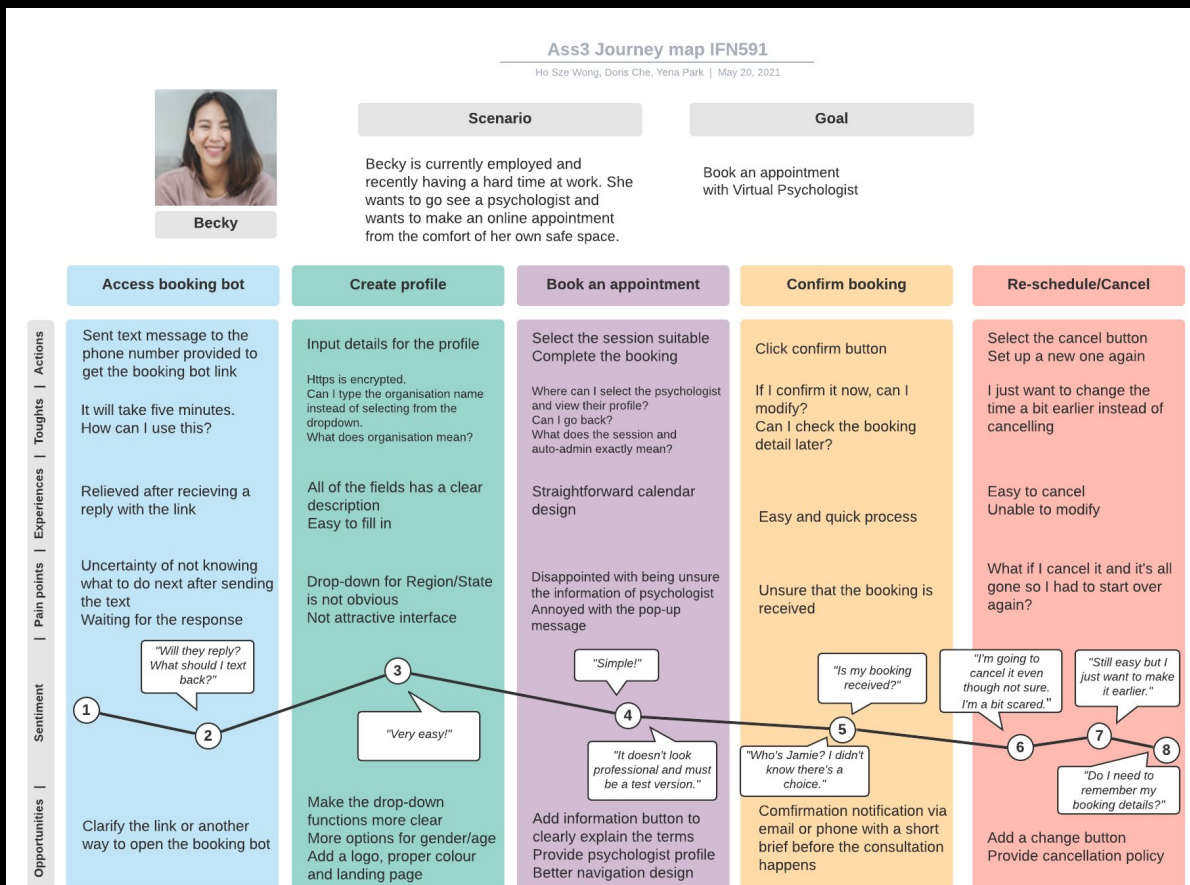 Ass3 Journey map IFN591
Ho Sze Wong, Doris Che, Yena Park | May 20, 2021
Becky
Scenario
Becky is currently employed and
recently having a hard time at work. She
wants to go see a psychologist and
wants to make an online appointment
from the comfort of her own safe space.
Goal
Book an appointment
with Virtual Psychologist
Access booking bot
Create profile
Book an appointment
Confirm booking
Re-schedule/Cancel
Actions
Sent text message to the
phone number provided to
get the booking bot link
Input details for the profile
Select the session suitable
Complete the booking
Click confirm button
Select the cancel button
Set up a new one again
| Toughts |
It will take five minutes.
How can I use this?
Https is encrypted.
Can I type the organisation name
instead of selecting from the
dropdown.
What does organisation mean?
Where can I select the psychologist
and view their profile?
Can I go back?
What does the session and
auto-admin exactly mean?
If I confirm it now, can I
modify?
Can I check the booking
detail later?
I just want to change the
time a bit earlier instead of
cancelling
Experiences |
Relieved after recieving a
reply with the link
All of the fields has a clear
description
Easy to fill in
Straightforward calendar
design
Easy and quick process
Easy to cancel
Unable to modify
| Pain points
Uncertainty of not knowing
what to do next after sending
the text
Waiting for the response
Drop-down for Region/State
is not obvious
Not attractive interface
Disappointed with being unsure
the information of psychologist
Annoyed with the pop-up
message
Unsure that the booking is
received
What if I cancel it and it's all
gone so I had to start over
again?
Sentiment
1
"Will they reply?
What should I text
back?"
2
3
"Very easy!"
"Simple!"
4
"It doesn't look
professional and must
be a test version."
"Is my booking
received?"
5
"Who's Jamie? I didn't
know there's a
choice."
"I'm going to
cancel it even
though not sure.
I'm a bit scared."
6
"Still easy but I
just want to make
it earlier."
7
8
"Do I need to
remember my
booking details?"
Opportunities |
Clarify the link or another
way to open the booking bot
Make the drop-down
functions more clear
More options for gender/age
Add a logo, proper colour
and landing page
Add information button to
clearly explain the terms
Provide psychologist profile
Better navigation design
Comfirmation notification via
email or phone with a short
brief before the consultation
happens
Add a change button
Provide cancellation policy